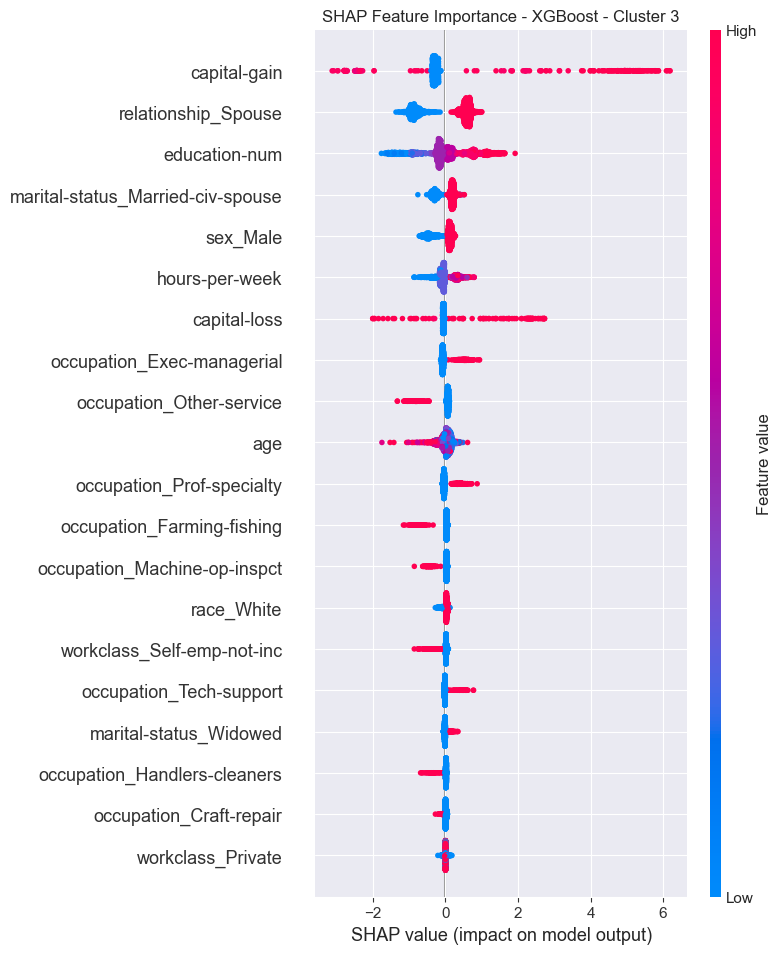 SHAP Feature Importance - XGBoost - Cluster 3
High
capital-gain
relationship_Spouse
education-num
marital-status_Married-civ-spouse
sex_Male
hours-per-week
capital-loss
occupation_Exec-managerial
occupation_Other-service
age
occupation_Prof-specialty
occupation_Farming-fishing
occupation_Machine-op-inspct
race_White
workclass_Self-emp-not-inc
occupation_Tech-support
marital-status_Widowed
occupation_Handlers-cleaners
occupation_Craft-repair
workclass_Private
Feature value
Low
−2 0 2 4 6
SHAP value (impact on model output)